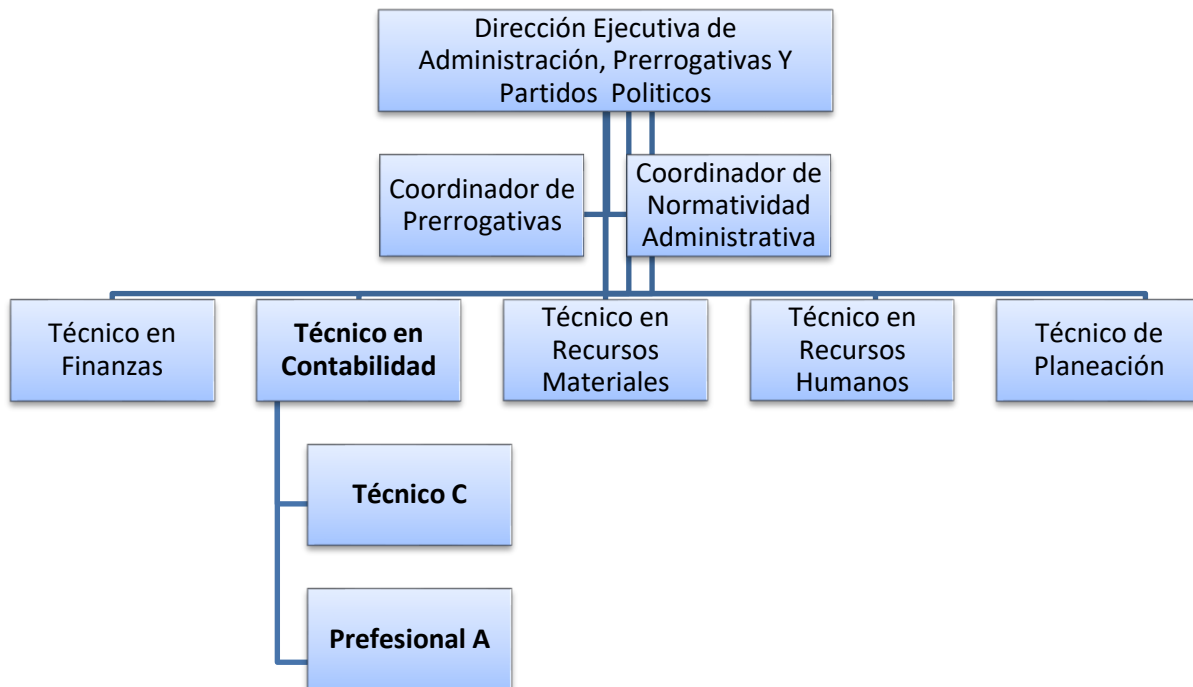 Dirección Ejecutiva de
Administración, Prerrogativas Y
Partidos  Politicos
Coordinador de
Prerrogativas
Coordinador de
Normatividad
Administrativa
Técnico en
Finanzas
Técnico en
Contabilidad
Técnico en
Recursos
Materiales
Técnico en
Recursos
Humanos
Técnico de
Planeación
Técnico C
Prefesional A